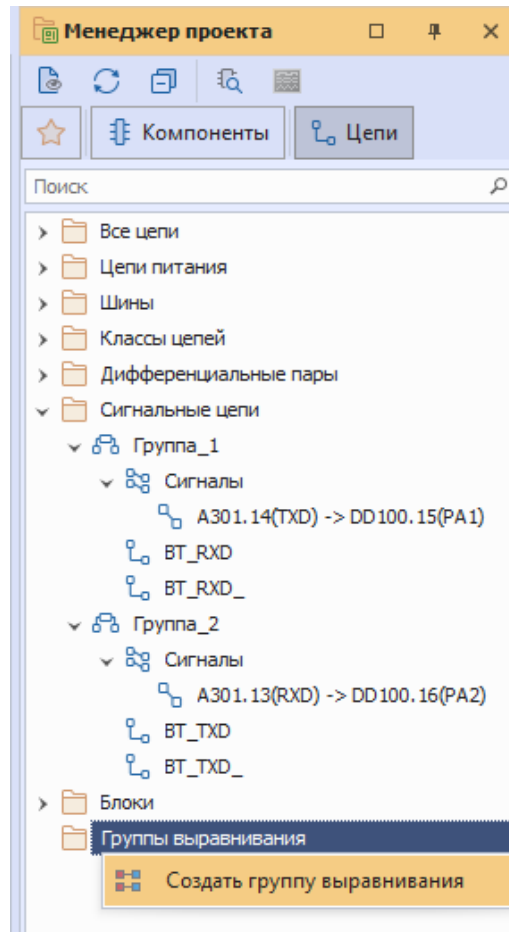 Менеджер проекта
Компоненты
Цепи
Поиск
Все цепи
Цепи питания
Шины
Классы цепей
Дифференциальные пары
Сигнальные цепи
Группа_1
Сигналы
A301.14(TXD) -> DD100.15(PA1)
BT_RXD
BT_RXD_
Группа_2
Сигналы
A301.13(RXD) -> DD100.16(PA2)
BT_TXD
BT_TXD_
Блоки
Группы выравнивания
Создать группу выравнивания